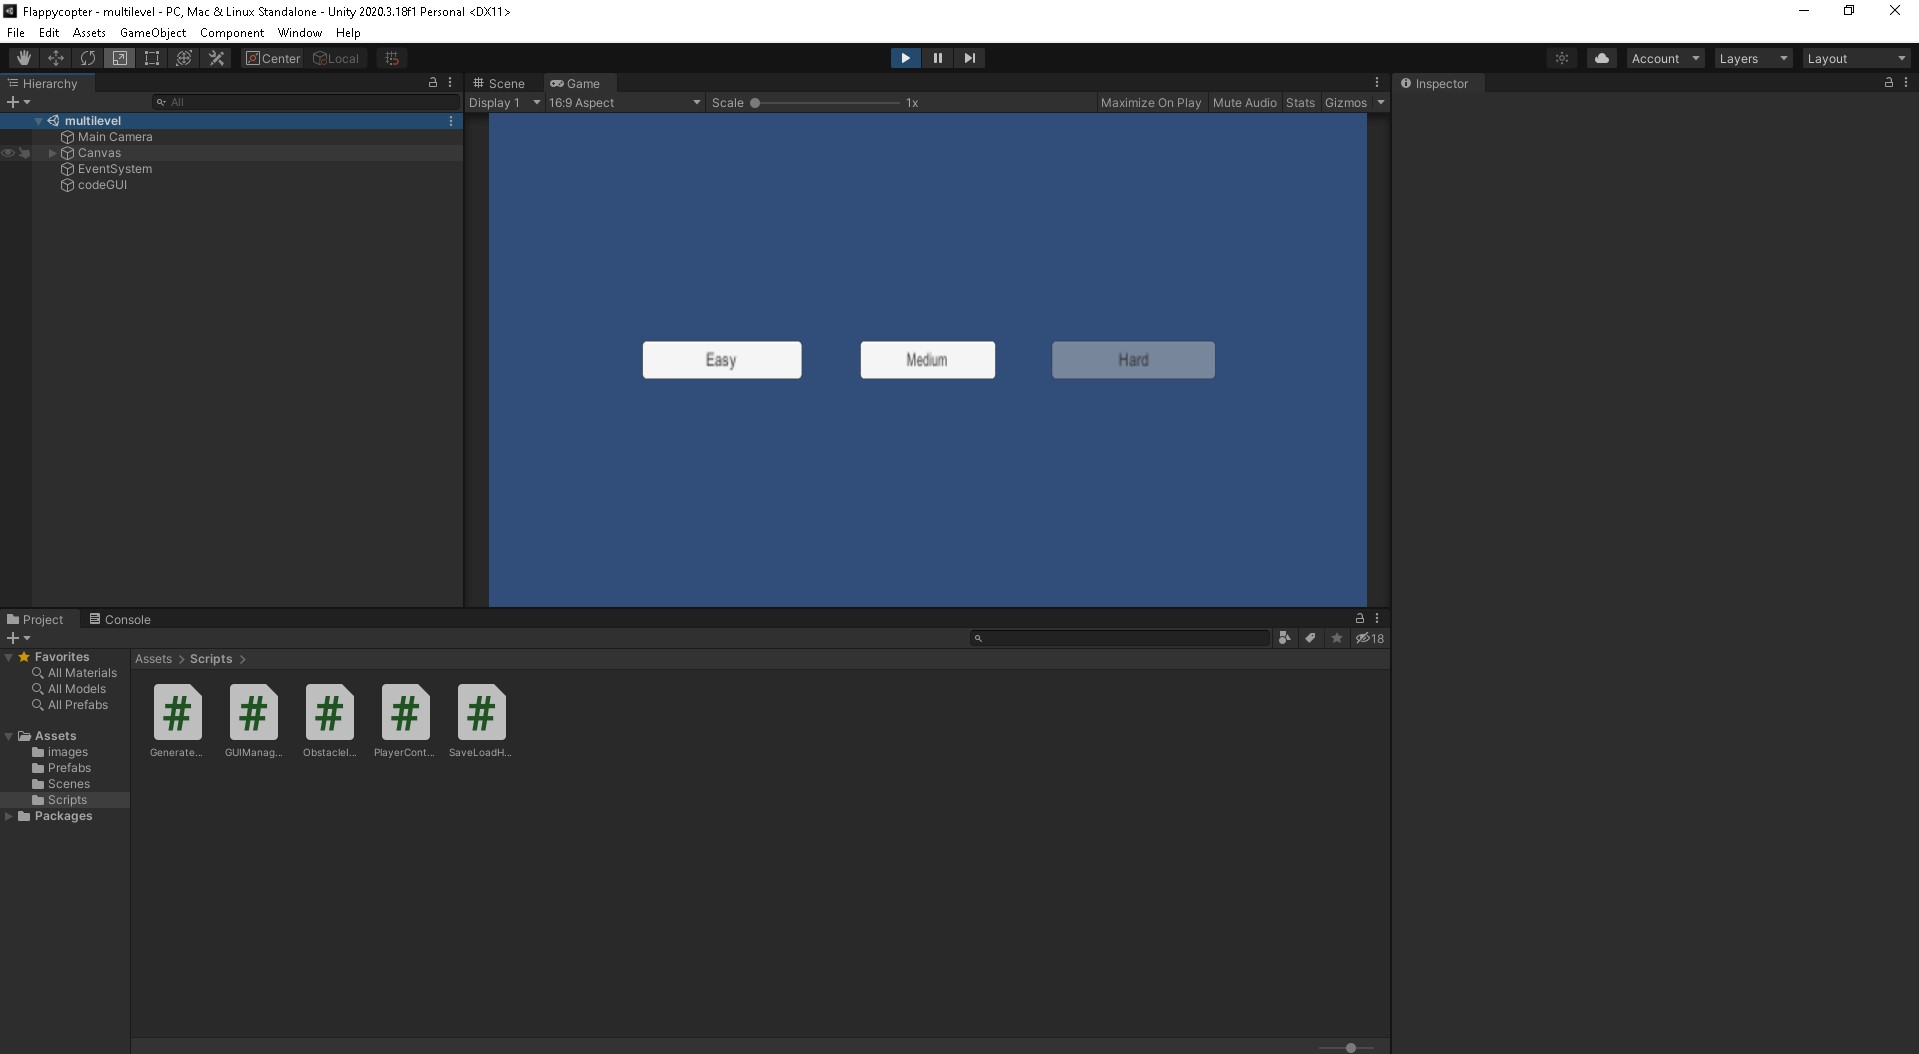 Flappycopter - multilevel - PC, Mac & Linux Standalone - Unity 2020.3.18f1 Personal <DX11>
File Edit Assets GameObject Component Window Help
Center Local Account Layers Layout
Hierarchy
All
multilevel
Main Camera
Canvas
EventSystem
codeGUI
Scene Game
Display 1 16:9 Aspect Scale 1x Maximize On Play Mute Audio Stats Gizmos
Easy Medium Hard
Inspector
Project Console
18
Favorites
All Materials
All Models
All Prefabs
Assets
images
Prefabs
Scenes
Scripts
Packages
Assets > Scripts >
# # # # #
Generate... GUIManag... ObstacleI... PlayerCont... SaveLoadH...